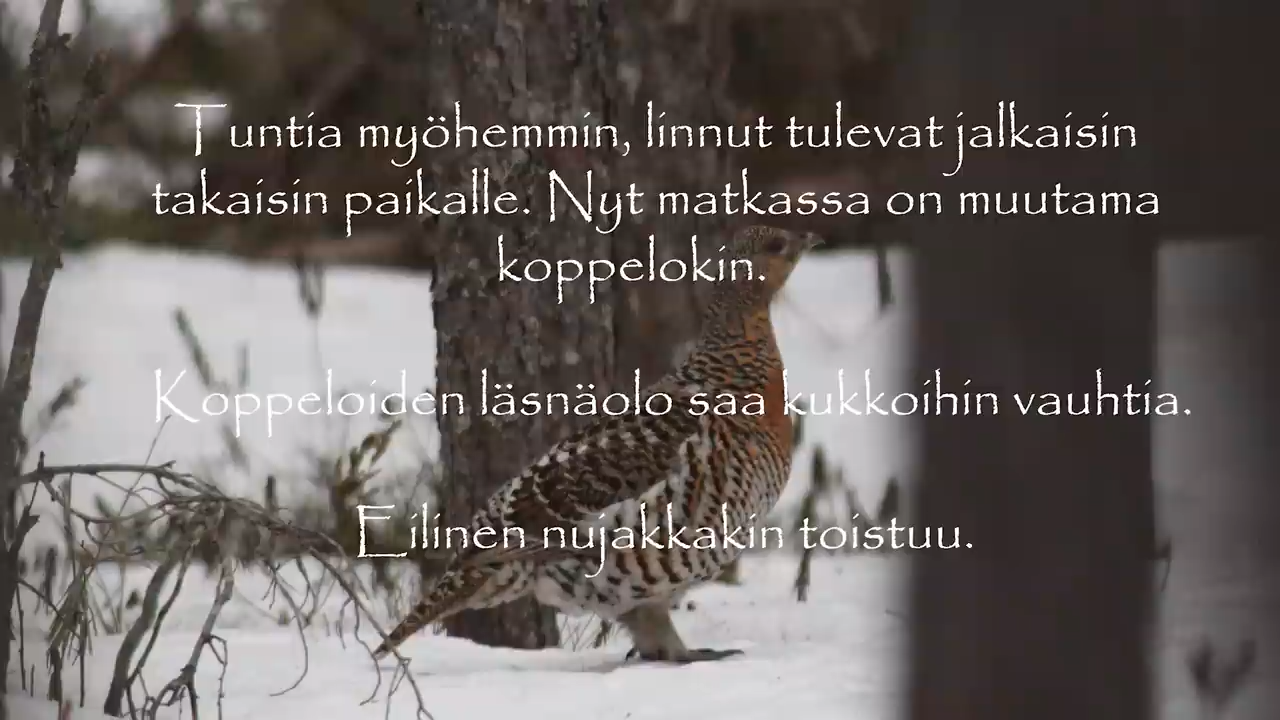 Tuntia myöhemmin, linnut tulevat jalkaisin
takaisin paikalle. Nyt matkassa on muutama
koppelokin.
Koppeloiden läsnäolo saa kukkoihin vauhtia.
Eilinen nujakkakin toistuu.